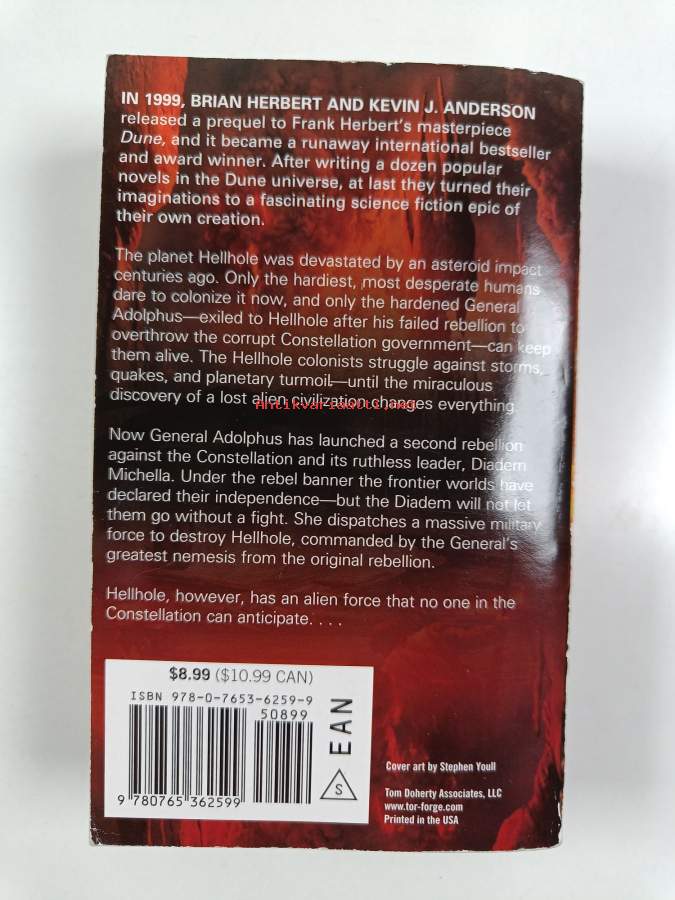 IN 1999, BRIAN HERBERT AND KEVIN J. ANDERSON
released a prequel to Frank Herbert's masterpiece
Dune, and it became a runaway international bestseller
and award winner. After writing a dozen popular
novels in the Dune universe, at last they turned their
imaginations to a fascinating science fiction epic of
their own creation.
The planet Hellhole was devastated by an asteroid impact
centuries ago. Only the hardiest, most desperate humans
dare to colonize it now, and only the hardened General
Adolphus—exiled to Hellhole after his failed rebellion to
overthrow the corrupt Constellation government—can keep
them alive. The Hellhole colonists struggle against storms,
quakes, and planetary turmoil—until the miraculous
discovery of a lost alien civilization changes everything.
Now General Adolphus has launched a second rebellion
against the Constellation and its ruthless leader, Diadem
Michella. Under the rebel banner the frontier worlds have
declared their independence—but the Diadem will not let
them go without a fight. She dispatches a massive military
force to destroy Hellhole, commanded by the General's
greatest nemesis from the original rebellion.
Hellhole, however, has an alien force that no one in the
Constellation can anticipate. . . .
$8.99 ($10.99 CAN)
ISBN 978-0-7653-6259-9
50899
EAN
S
9 780765 362599
Cover art by Stephen Youll
Tom Doherty Associates, LLC
www.tor-forge.com
Printed in the USA